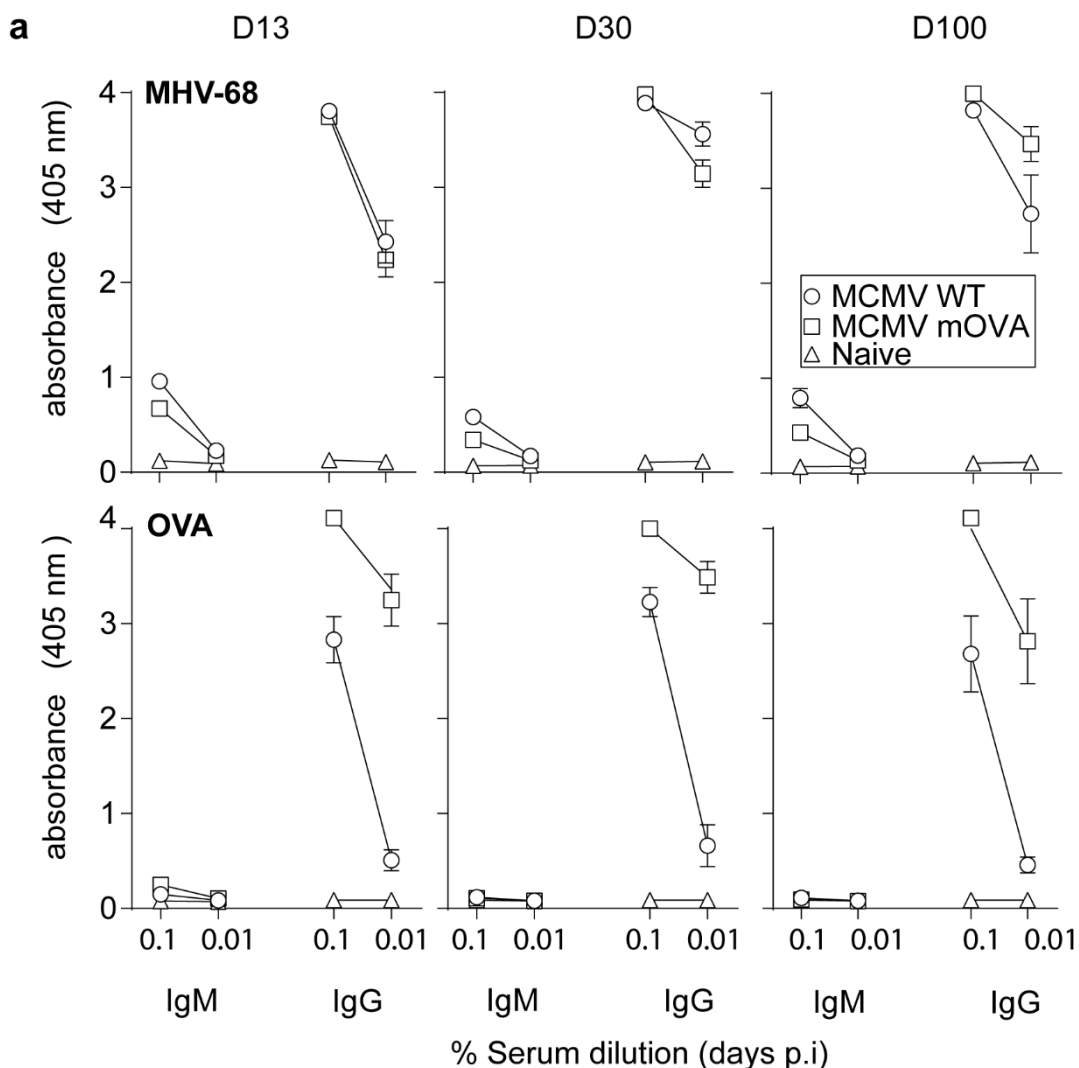 a
D13 D30 D100
MHV-68
absorbance (405 nm)
4
3
2
1
0
MCMV WT
MCMV mOVA
Naive
OVA
absorbance (405 nm )
4
3
2
1
0
0.1 0.01 0.1 0.01 0.1 0.01 0.1 0.01 0.1 0.01 0.1 0.01
IgM IgG IgM IgG IgM IgG
% Serum dilution (days p.i)